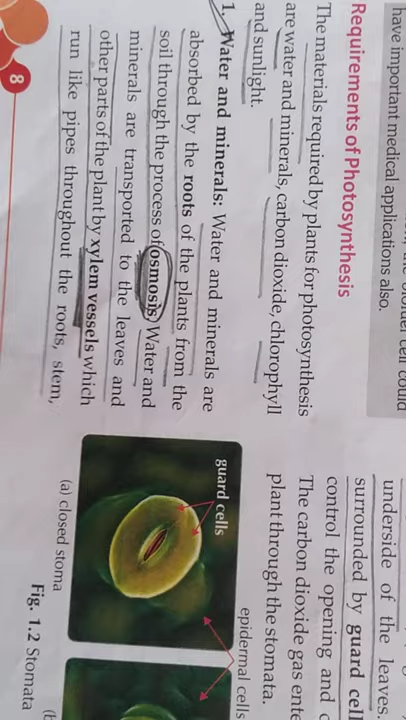 have important medical applications also.
Requirements of Photosynthesis
The materials required by plants for photosynthesis
are water and minerals, carbon dioxide, chlorophyll
and sunlight.
1. Water and minerals: Water and minerals are
absorbed by the roots of the plants from the
soil through the process of osmosis. Water and
minerals are transported to the leaves and
other parts of the plant by xylem vessels which
run like pipes throughout the roots, stem,
8
underside of the leaves.
surrounded by guard cell
control the opening and
The carbon dioxide gas ente
plant through the stomata.
epidermal cells
guard cells
(a) closed stoma
(b
Fig. 1.2 Stomata